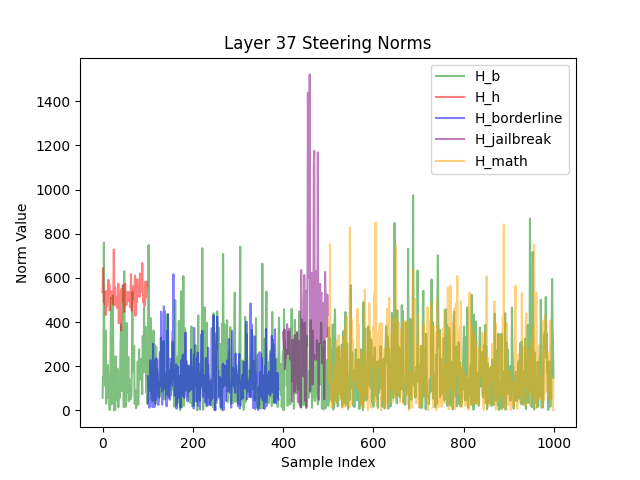 Layer 37 Steering Norms
H_b
H_h
H_borderline
H_jailbreak
H_math
Norm Value
1400
1200
1000
800
600
400
200
0
0 200 400 600 800 1000
Sample Index